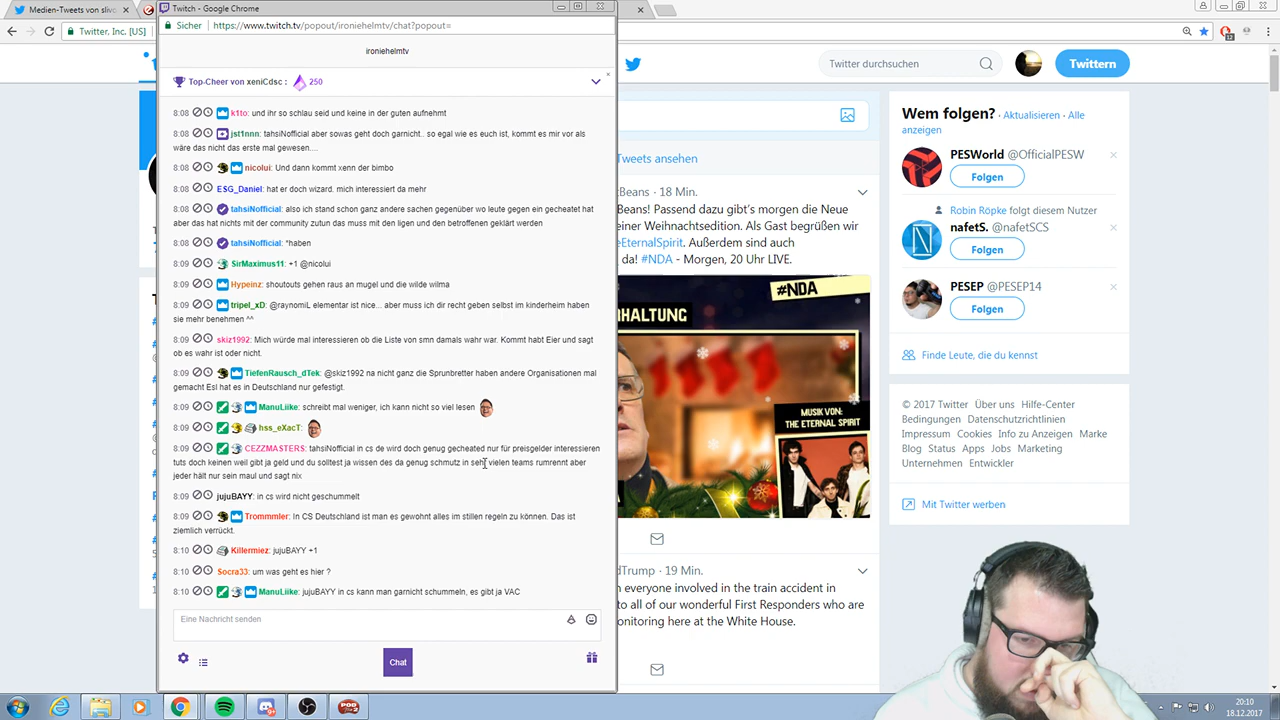 Medien-Tweets von slivo
Twitch - Google Chrome
Twitter, Inc. [US]
Sicher
https://www.twitch.tv/popout/ironiehelmtv/chat?popout=
12
ironiehelmtv
Twitter durchsuchen
Twittern
Top-Cheer von xeniCdsc :
250
8:08 k1to: und ihr so schlau seid und keine in der guten aufnehmt
8:08 jst1nnn: tahsiNofficial aber sowas geht doch garnicht.. so egal wie es euch ist, kommt es mir vor als
wäre das nicht das erste mal gewesen....
8:08 nicolui: Und dann kommt xenn der bimbo
8:08 ESG_Daniel: hat er doch wizard. mich interessiert da mehr
8:08 tahsiNofficial: also ich stand schon ganz andere sachen gegenüber wo leute gegen ein gecheatet hat
aber das hat nichts mit der community zutun das muss mit den ligen und den betroffenen geklärt werden
8:08 tahsiNofficial: *haben
8:09 SirMaximus11: +1 @nicolui
8:09 Hypeinz: shoutouts gehen raus an mugel und die wilde wilma
8:09 tripel_xD: @raynomiL elementar ist nice... aber muss ich dir recht geben selbst im kinderheim haben
sie mehr benehmen ^^
8:09 skiz1992: Mich würde mal interessieren ob die Liste von smn damals wahr war. Kommt habt Eier und sagt
ob es wahr ist oder nicht.
8:09 TiefenRausch_dTek: @skiz1992 na nicht ganz die Sprunbretter haben andere Organisationen mal
gemacht Esl hat es in Deutschland nur gefestigt.
8:09 ManuLiike: schreibt mal weniger, ich kann nicht so viel lesen
8:09 hss_eXacT:
8:09 CEZZMASTERS: tahsiNofficial in cs de wird doch genug gecheated nur für preisgelder interessieren
tuts doch keinen weil gibt ja geld und du solltest ja wissen des da genug schmutz in sehr vielen teams rumrennt aber
jeder hält nur sein maul und sagt nix
8:09 jujuBAYY: in cs wird nicht geschummelt
8:09 Trommmler: In CS Deutschland ist man es gewohnt alles im stillen regeln zu können. Das ist
ziemlich verrückt.
8:10 Killermiez: jujuBAYY +1
8:10 Socra33: um was geht es hier ?
8:10 ManuLiike: jujuBAYY in cs kann man garnicht schummeln, es gibt ja VAC
Eine Nachricht senden
Chat
Tweets ansehen
Beans · 18 Min.
Beans! Passend dazu gibt's morgen die Neue
einer Weihnachtsedition. Als Gast begrüßen wir
eEternalSpirit. Außerdem sind auch
da! #NDA - Morgen, 20 Uhr LIVE.
#NDA
HALTUNG
MUSIK VON:
THE ETERNAL SPIRIT
dTrump · 19 Min.
everyone involved in the train accident in
to all of our wonderful First Responders who are
onitoring here at the White House.
Wem folgen? · Aktualisieren · Alle
anzeigen
PESWorld @OfficialPESW
Folgen
Robin Röpke folgt diesem Nutzer
nafetS. @nafetSCS
Folgen
PESEP @PESEP14
Folgen
Finde Leute, die du kennst
© 2017 Twitter Über uns Hilfe-Center
Bedingungen Datenschutzrichtlinien
Impressum Cookies Info zu Anzeigen Marke
Blog Status Apps Jobs Marketing
Unternehmen Entwickler
Mit Twitter werben
20:10
18.12.2017